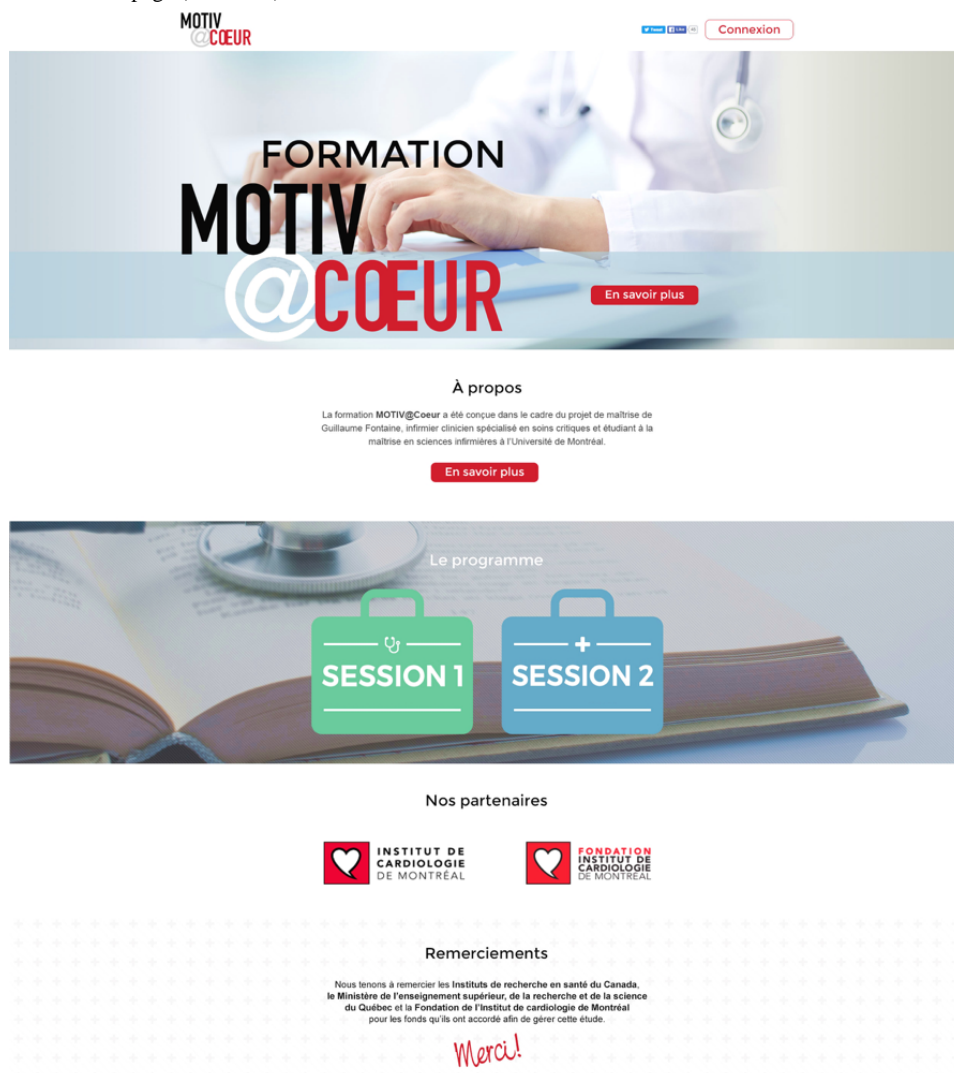 MOTIV
@CŒUR
Tweet
Like
Connexion
FORMATION
MOTIV
@CŒUR
En savoir plus
À propos
La formation MOTIV@Coeur a été conçue dans le cadre du projet de maîtrise de
Guillaume Fontaine, infirmier clinicien spécialisé en soins critiques et étudiant à la
maîtrise en sciences infirmières à l'Université de Montréal.
En savoir plus
Le programme
SESSION 1
SESSION 2
Nos partenaires
INSTITUT DE
CARDIOLOGIE
DE MONTRÉAL
FONDATION
INSTITUT DE
CARDIOLOGIE
DE MONTRÉAL
Remerciements
Nous tenons à remercier les Instituts de recherche en santé du Canada,
le Ministère de l'enseignement supérieur, de la recherche et de la science
du Québec et la Fondation de l'Institut de cardiologie de Montréal
pour les fonds qu'ils ont accordé afin de gérer cette étude.
Merci!